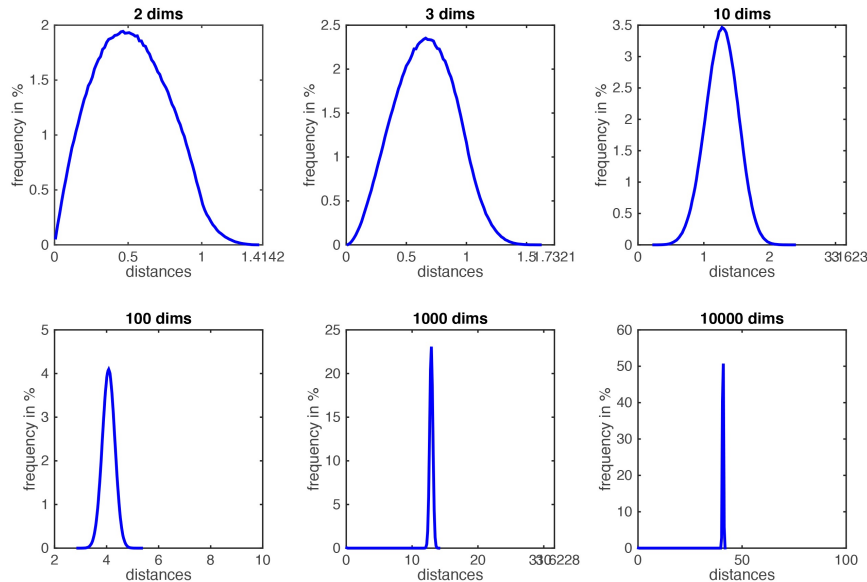 2 dims
frequency in %
2
1.5
1
0.5
0
0 0.5 1 1.4142
distances
3 dims
frequency in %
2.5
2
1.5
1
0.5
0
0 0.5 1 1.5 1.7321
distances
10 dims
frequency in %
3.5
3
2.5
2
1.5
1
0.5
0
0 1 2 3 3.1623
distances
100 dims
frequency in %
5
4
3
2
1
0
2 4 6 8 10
distances
1000 dims
frequency in %
25
20
15
10
5
0
0 10 20 30 31.6228
distances
10000 dims
frequency in %
60
50
40
30
20
10
0
0 50 100
distances